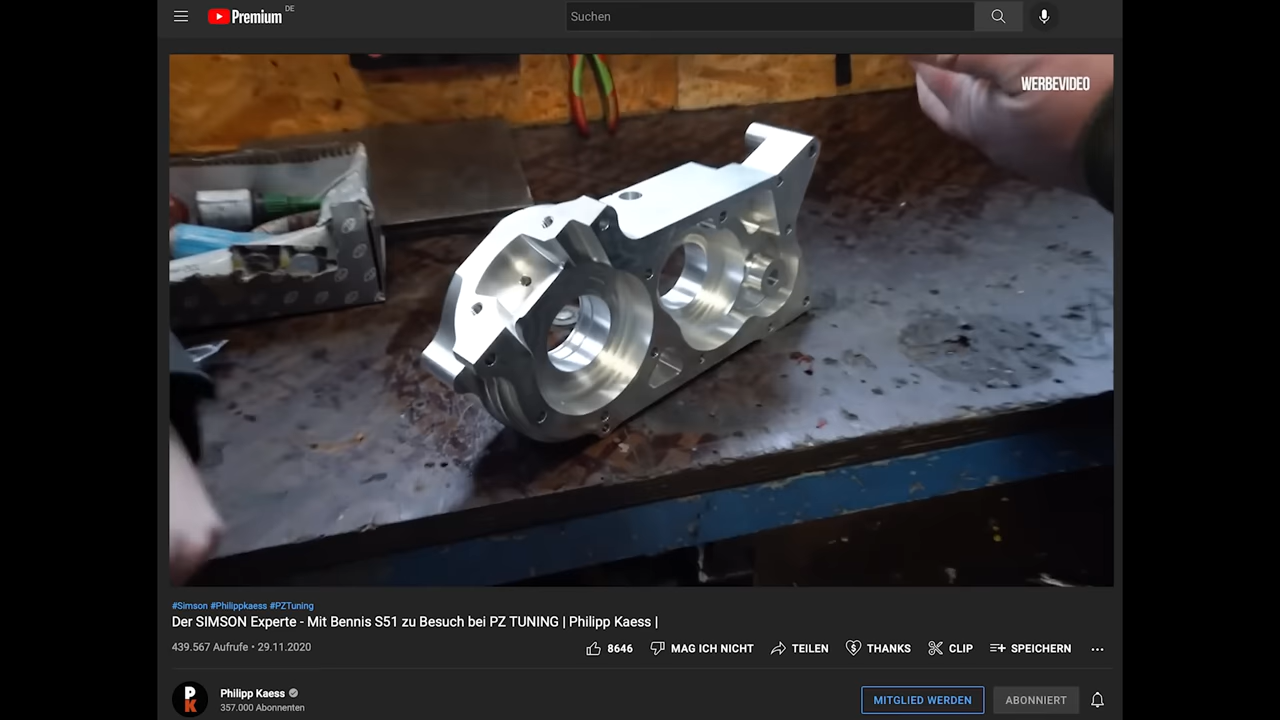 Premium DE
Suchen
WERBEVIDEO
#Simson #Philippkaess #PZTuning
Der SIMSON Experte - Mit Bennis S51 zu Besuch bei PZ TUNING | Philipp Kaess |
439.567 Aufrufe • 29.11.2020
8646 MAG ICH NICHT TEILEN THANKS CLIP SPEICHERN
PK
Philipp Kaess
357.000 Abonnenten
MITGLIED WERDEN ABONNIERT